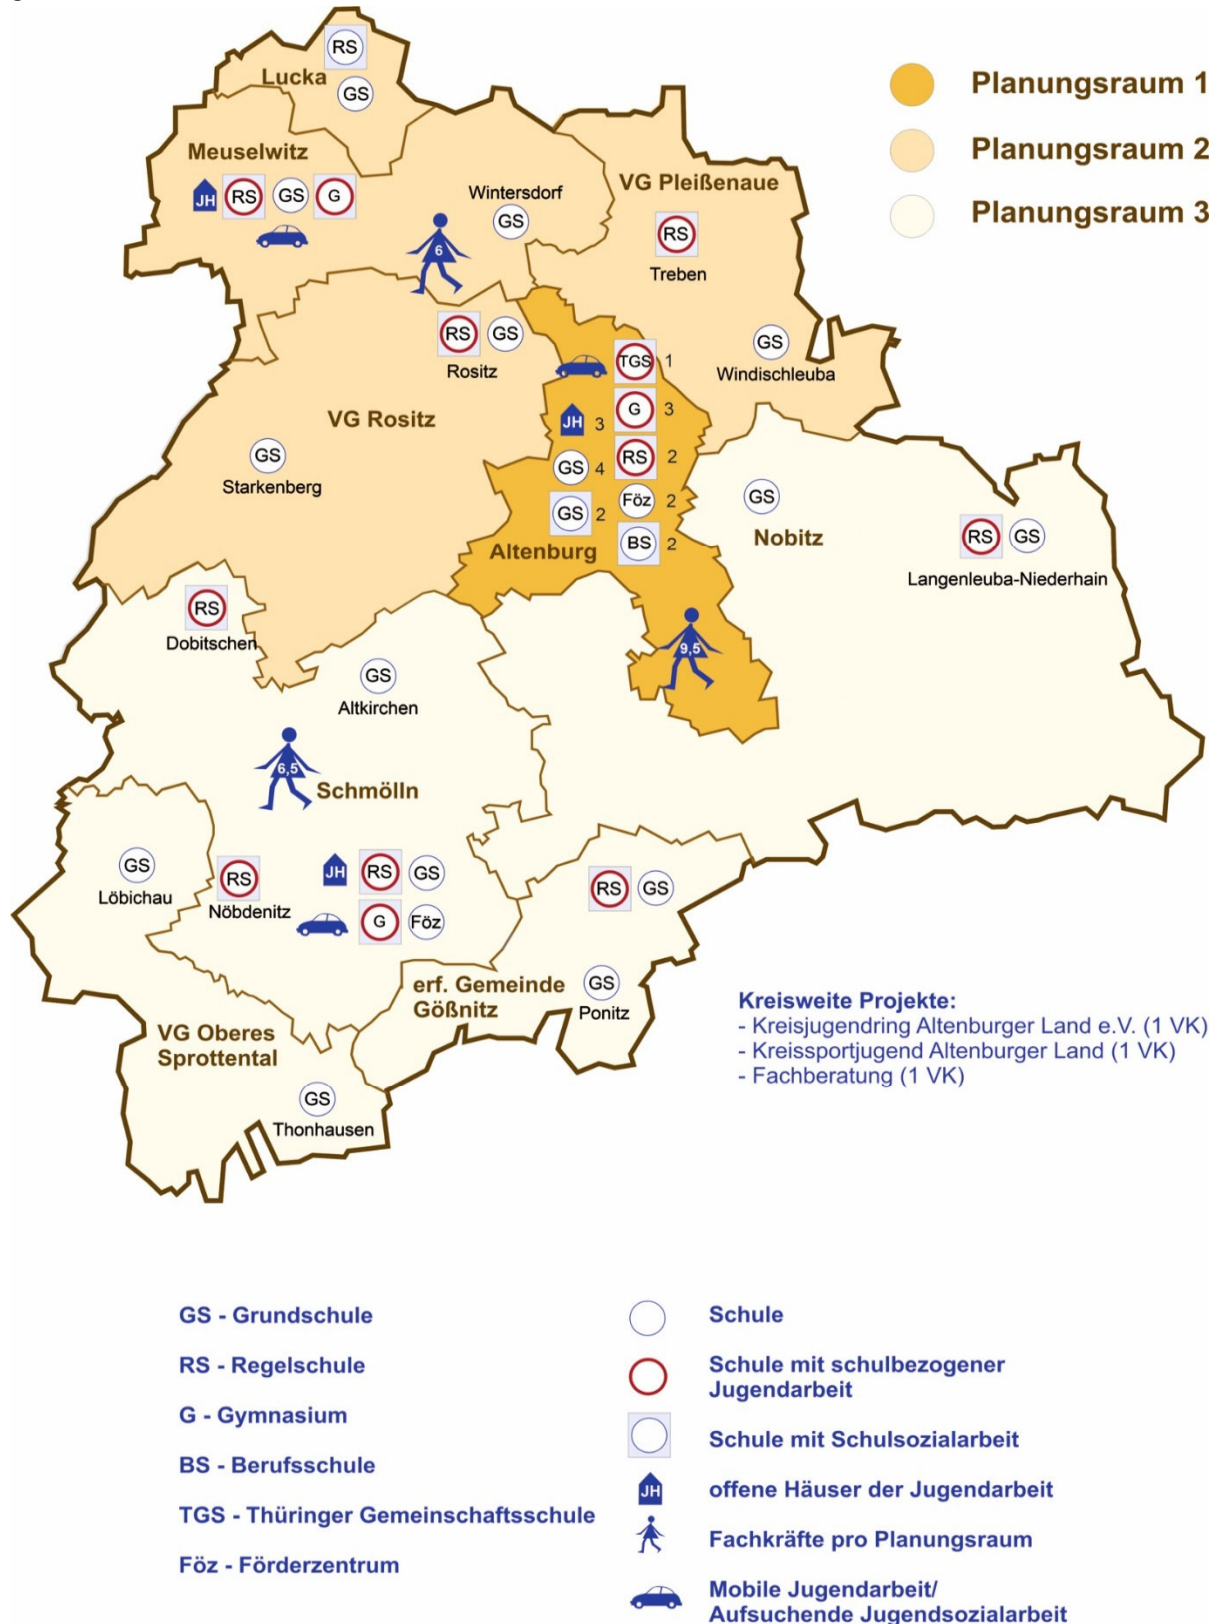 RS
Lucka
GS
Planungsraum 1
Planungsraum 2
Planungsraum 3
Meuselwitz
JH
RS
GS
G
Wintersdorf
GS
6
VG Pleißenaue
RS
Treben
RS
GS
Rositz
GS
Windischleuba
VG Rositz
GS
Starkenberg
TGS 1
G 3
JH 3
RS 2
GS 4
Föz 2
GS 2
BS 2
Altenburg
9,5
GS
Nobitz
RS
GS
Langenleuba-Niederhain
RS
Dobitschen
GS
Altkirchen
6,5
Schmölln
GS
Löbichau
RS
Nöbdenitz
JH
RS
GS
G
Föz
RS
GS
erf. Gemeinde
Gößnitz
GS
Ponitz
VG Oberes
Sprottental
GS
Thonhausen
Kreisweite Projekte:
- Kreisjugendring Altenburger Land e.V. (1 VK)
- Kreissportjugend Altenburger Land (1 VK)
- Fachberatung (1 VK)
GS - Grundschule
RS - Regelschule
G - Gymnasium
BS - Berufsschule
TGS - Thüringer Gemeinschaftsschule
Föz - Förderzentrum
Schule
Schule mit schulbezogener
Jugendarbeit
Schule mit Schulsozialarbeit
JH
offene Häuser der Jugendarbeit
Fachkräfte pro Planungsraum
Mobile Jugendarbeit/
Aufsuchende Jugendsozialarbeit